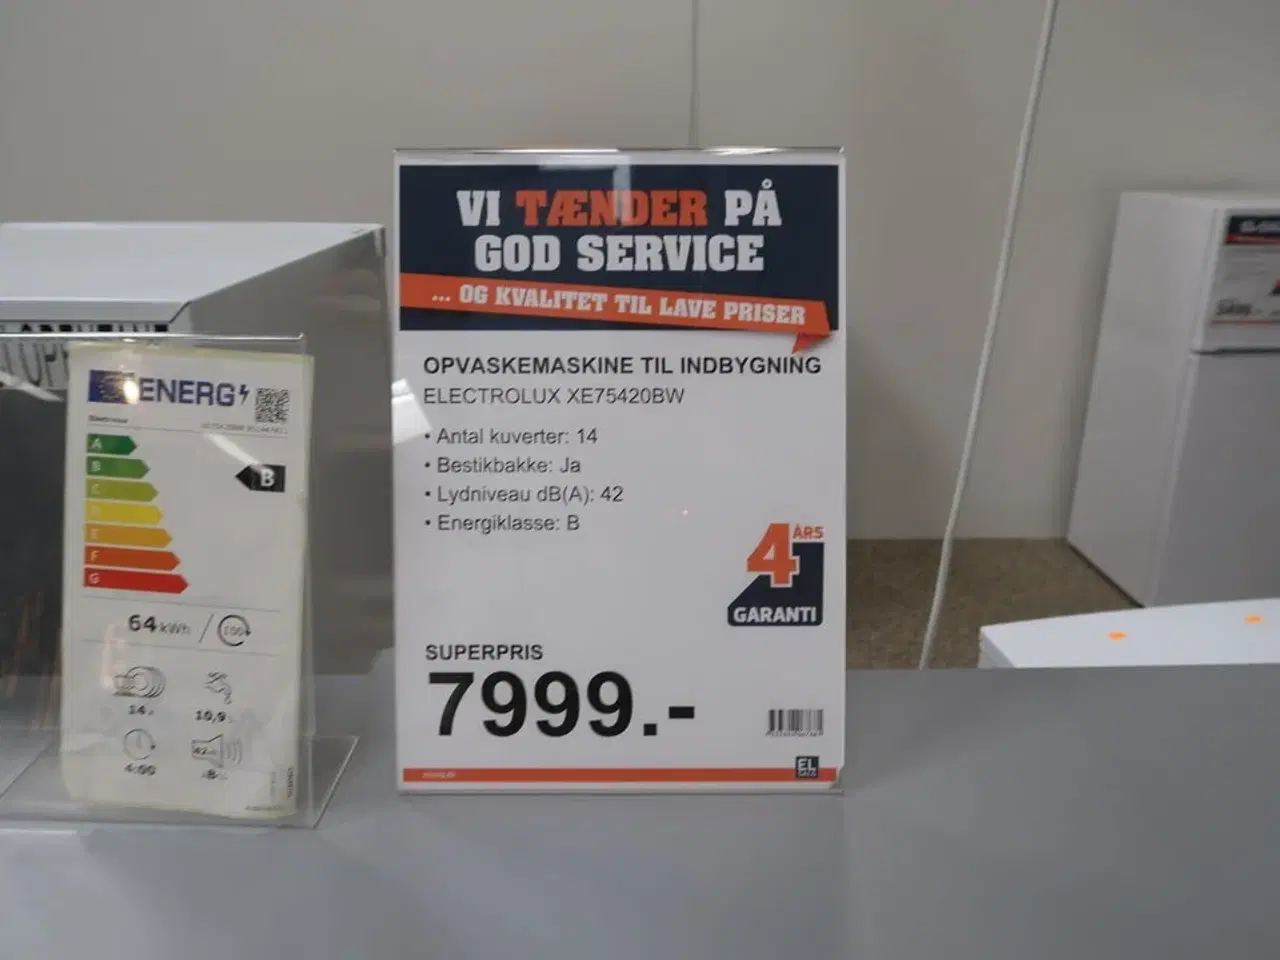 VI TÆNDER PÅ
GOD SERVICE
... OG KVALITET TIL LAVE PRISER
OPVASKEMASKINE TIL INDBYGNING
ELECTROLUX XE75420BW
• Antal kuverter: 14
• Bestikbakke: Ja
• Lydniveau dB(A): 42
• Energiklasse: B
4 ÅRS
GARANTI
SUPERPRIS
7999.-
EL
ENERG
Electrolux
A
B
B
C
D
E
F
G
64 kWh / 100
14
10,9
4:00
42
B